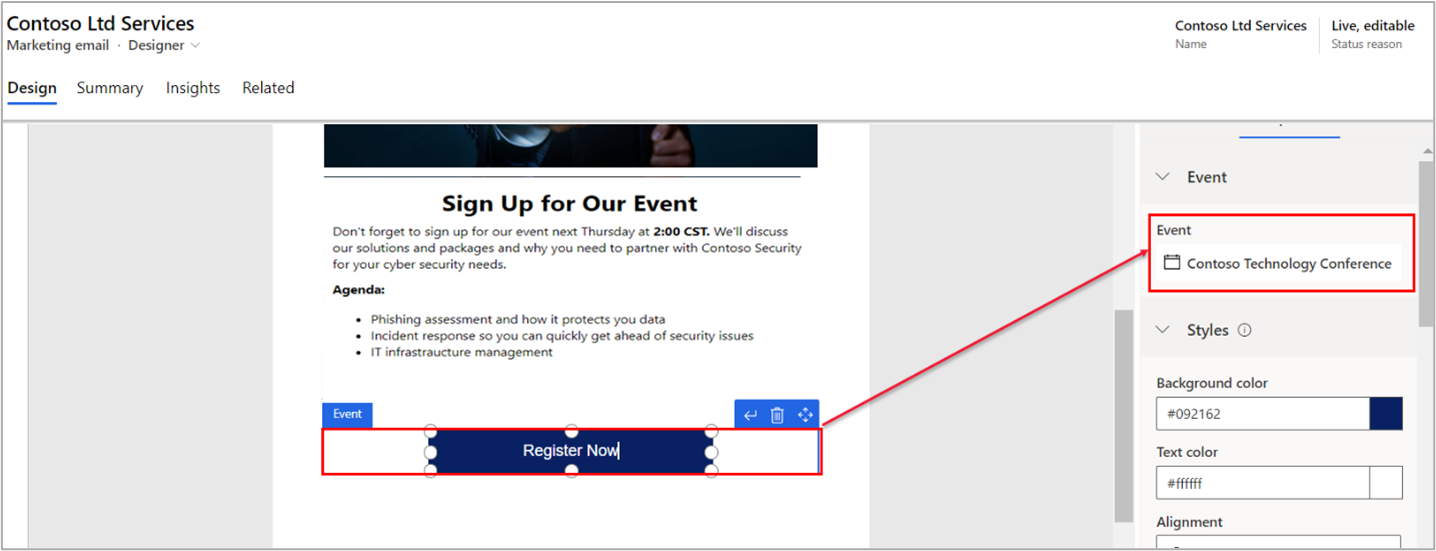 Contoso Ltd Services
Marketing email · Designer
Contoso Ltd Services
Name
Live, editable
Status reason
Design Summary Insights Related
Sign Up for Our Event
Don't forget to sign up for our event next Thursday at 2:00 CST. We'll discuss
our solutions and packages and why you need to partner with Contoso Security
for your cyber security needs.
Agenda:
• Phishing assessment and how it protects you data
• Incident response so you can quickly get ahead of security issues
• IT infrastraucture management
Event
Register Now
Event
Event
Contoso Technology Conference
Styles
Background color
#092162
Text color
#ffffff
Alignment